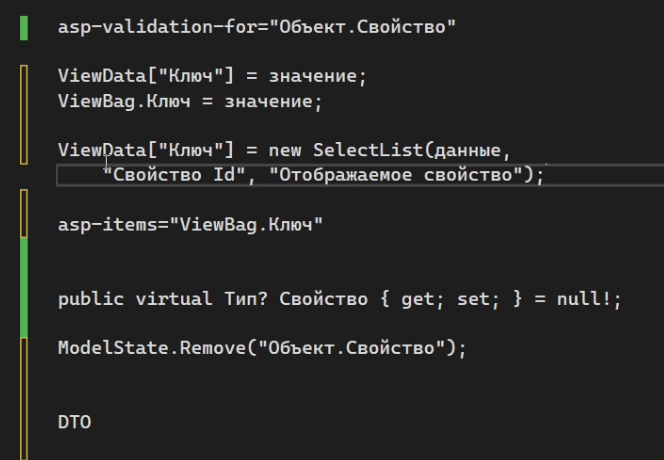 asp-validation-for="Объект.Свойство"
ViewData["Ключ"] = значение;
ViewBag.Ключ = значение;
ViewData["Ключ"] = new SelectList(данные,
"Свойство Id", "Отображаемое свойство");
asp-items="ViewBag.Ключ"
public virtual Тип? Свойство { get; set; } = null!;
ModelState.Remove("Объект.Свойство");
DTO